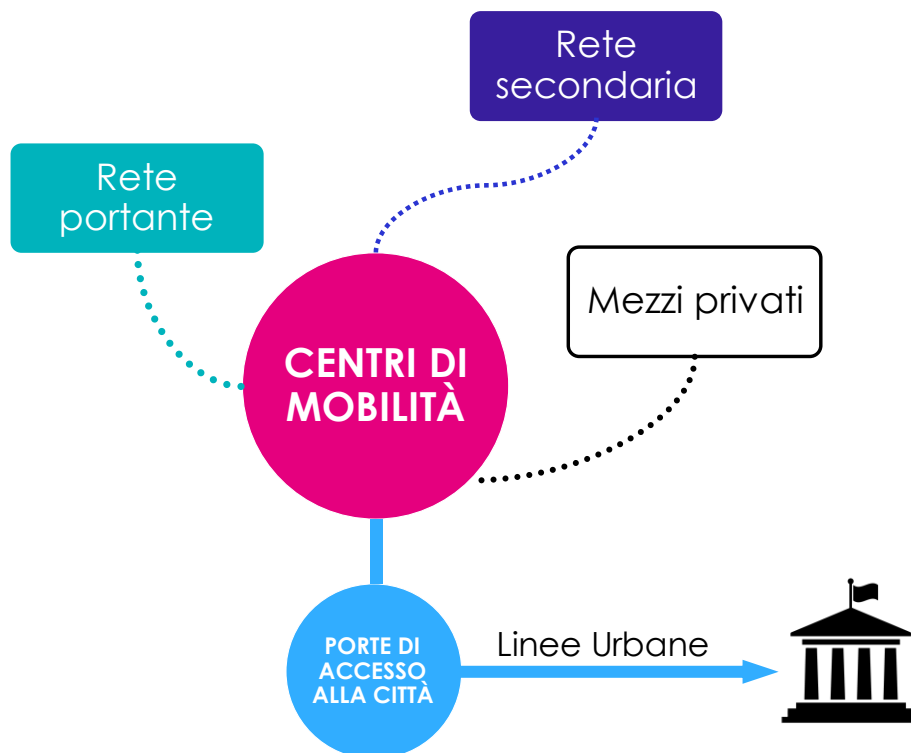 Rete
secondaria
Rete
portante
Mezzi privati
CENTRI DI
MOBILITÀ
PORTE DI
ACCESSO
ALLA CITTÀ
Linee Urbane